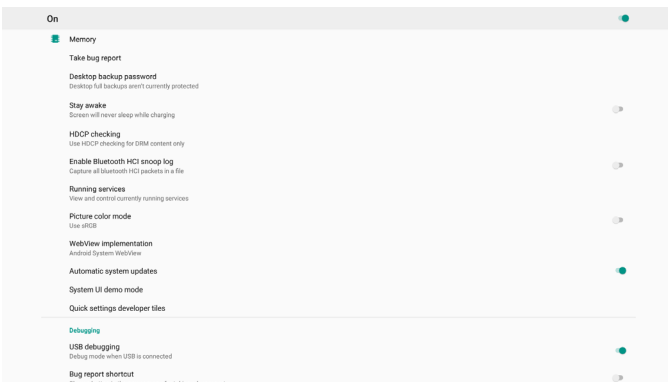 On
Memory
Take bug report
Desktop backup password
Desktop full backups aren't currently protected
Stay awake
Screen will never sleep while charging
HDCP checking
Use HDCP checking for DRM content only
Enable Bluetooth HCI snoop log
Capture all bluetooth HCI packets in a file
Running services
View and control currently running services
Picture color mode
Use sRGB
WebView implementation
Android System WebView
Automatic system updates
System UI demo mode
Quick settings developer tiles
Debugging
USB debugging
Debug mode when USB is connected
Bug report shortcut